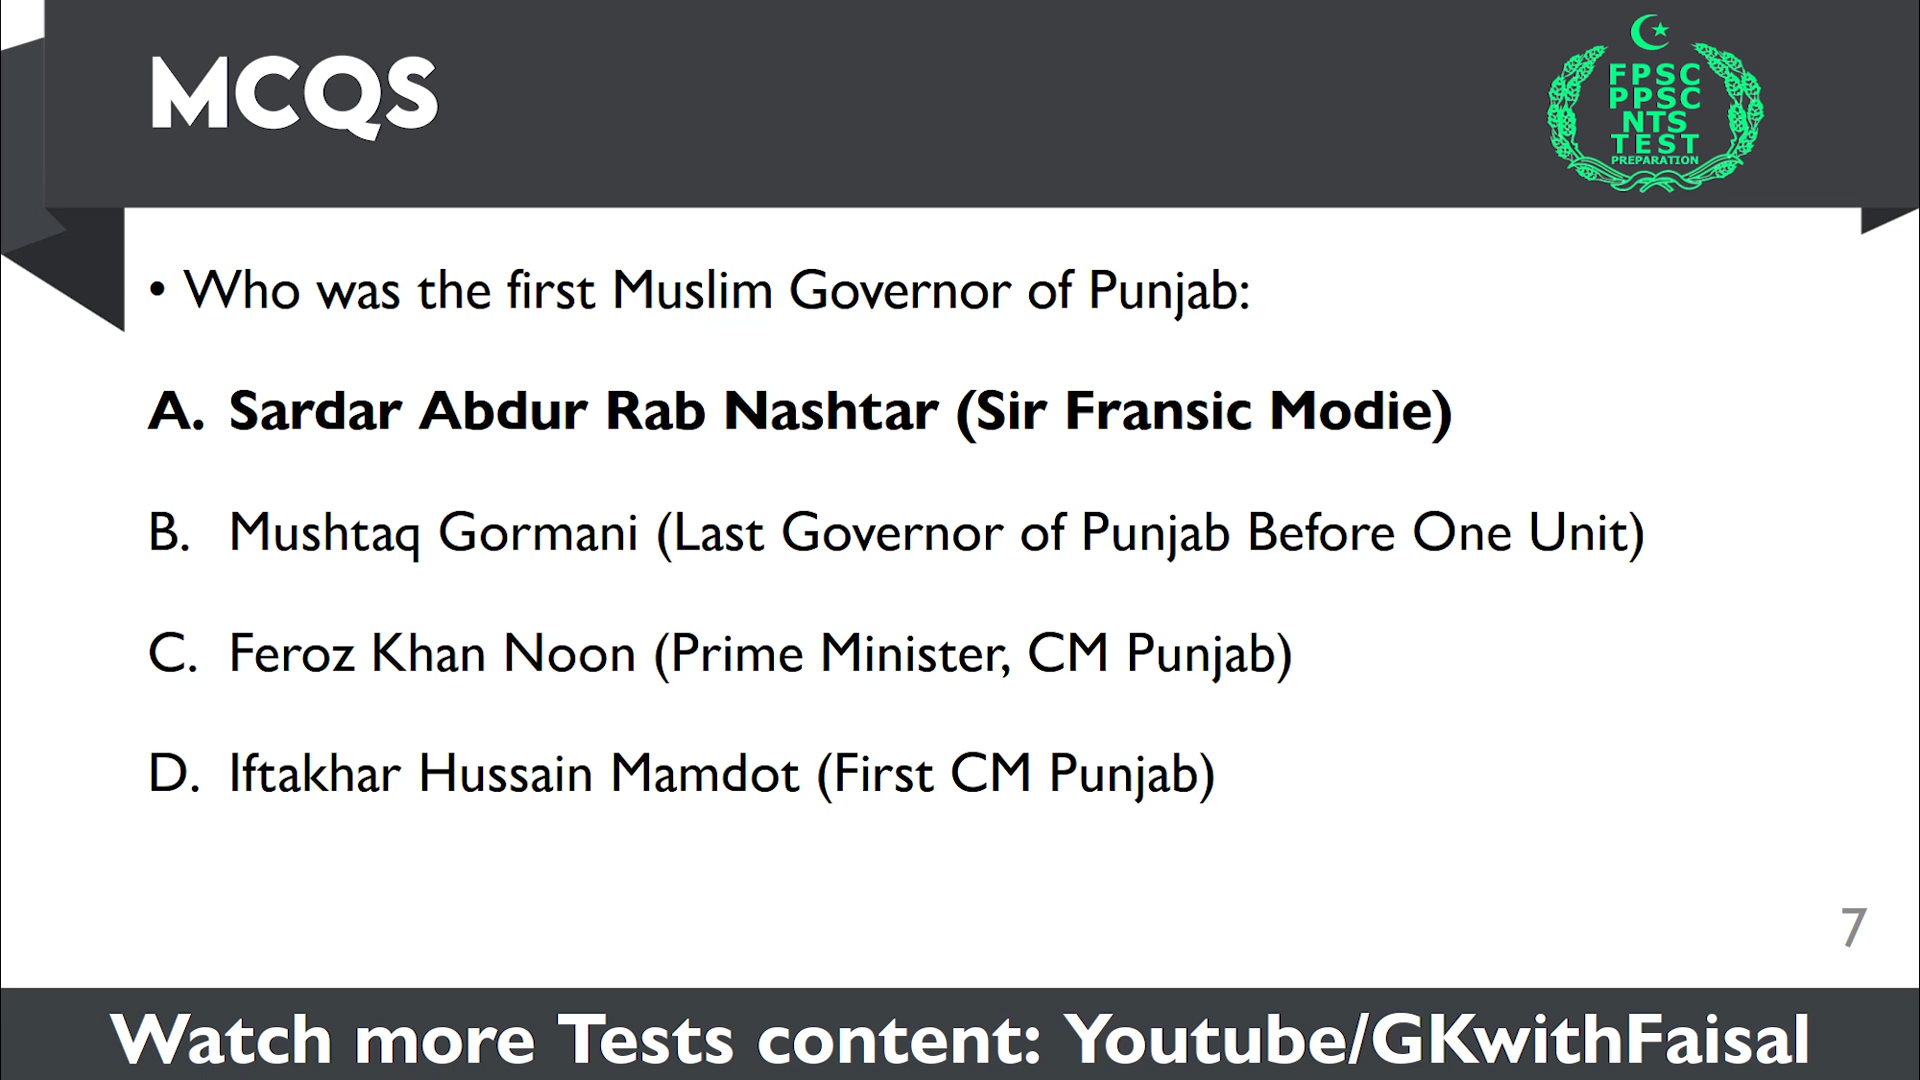 MCQS
FPSC
PPSC
NTS
TEST
PREPARATION
• Who was the first Muslim Governor of Punjab:
A. Sardar Abdur Rab Nashtar (Sir Fransic Modie)
B. Mushtaq Gormani (Last Governor of Punjab Before One Unit)
C. Feroz Khan Noon (Prime Minister, CM Punjab)
D. Iftakhar Hussain Mamdot (First CM Punjab)
7
Watch more Tests content: Youtube/GKwithFaisal